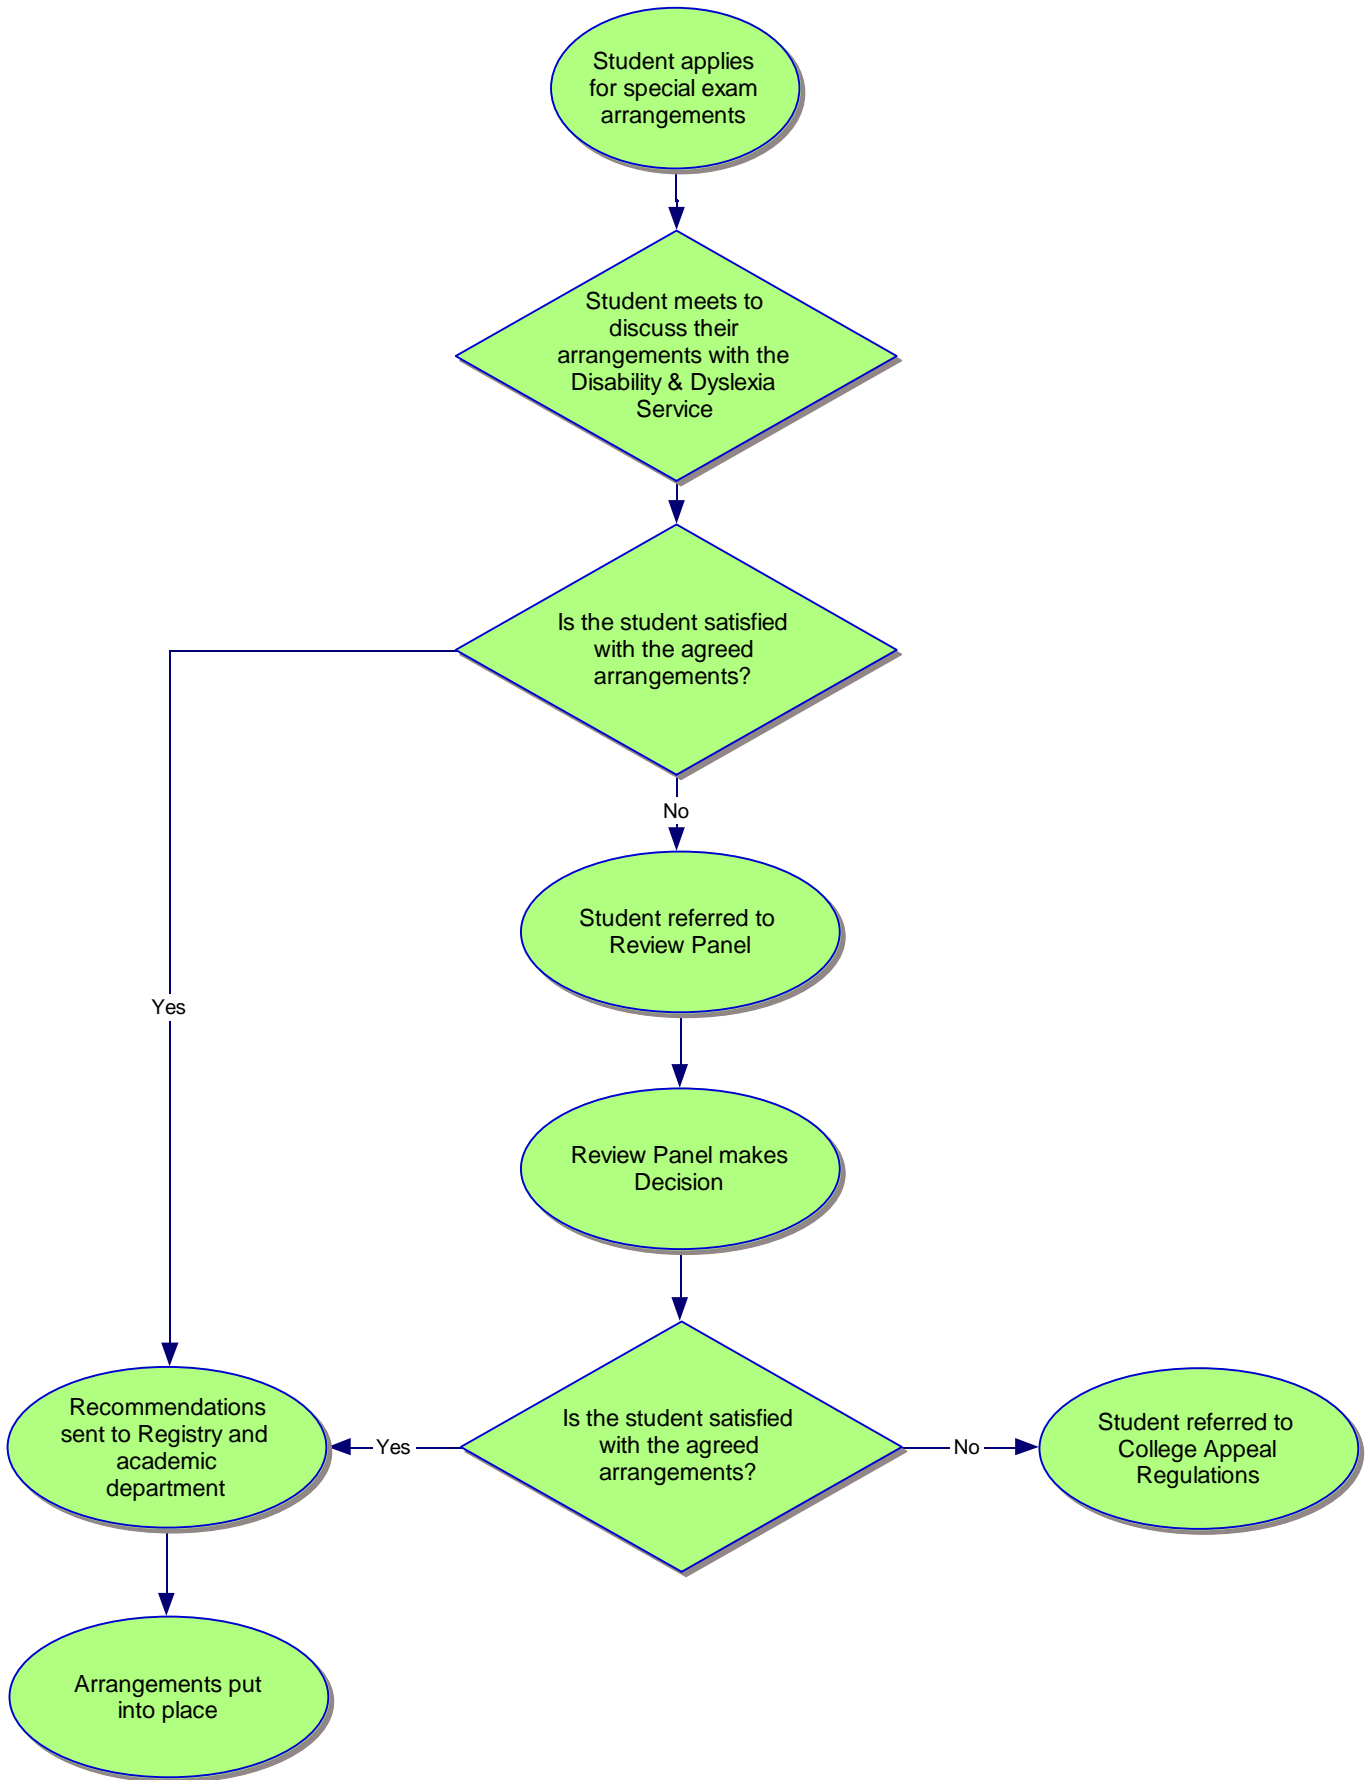 Student applies
for special exam
arrangements
Student meets to
discuss their
arrangements with the
Disability & Dyslexia
Service
Is the student satisfied
with the agreed
arrangements?
No
Student referred to
Review Panel
Yes
Review Panel makes
Decision
Recommendations
sent to Registry and
academic
department
Yes
Is the student satisfied
with the agreed
arrangements?
No
Student referred to
College Appeal
Regulations
Arrangements put
into place